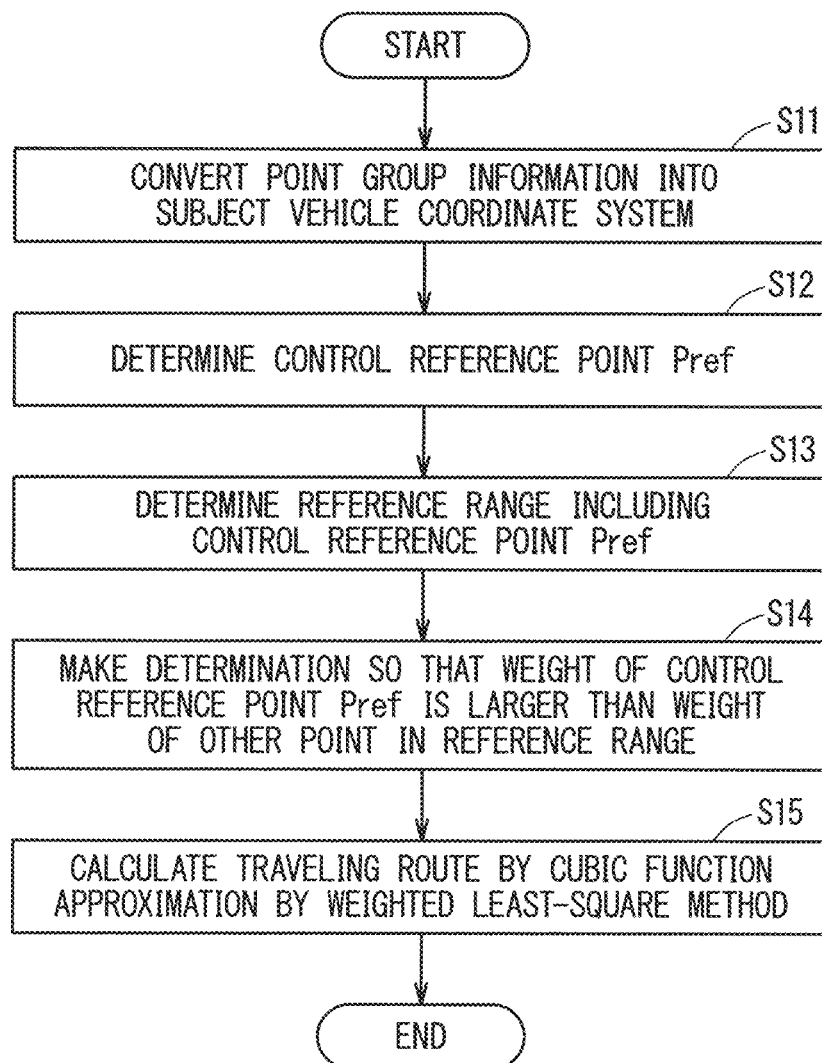 START
S11
CONVERT POINT GROUP INFORMATION INTO
SUBJECT VEHICLE COORDINATE SYSTEM
S12
DETERMINE CONTROL REFERENCE POINT Pref
S13
DETERMINE REFERENCE RANGE INCLUDING
CONTROL REFERENCE POINT Pref
S14
MAKE DETERMINATION SO THAT WEIGHT OF CONTROL
REFERENCE POINT Pref IS LARGER THAN WEIGHT
OF OTHER POINT IN REFERENCE RANGE
S15
CALCULATE TRAVELING ROUTE BY CUBIC FUNCTION
APPROXIMATION BY WEIGHTED LEAST-SQUARE METHOD
END